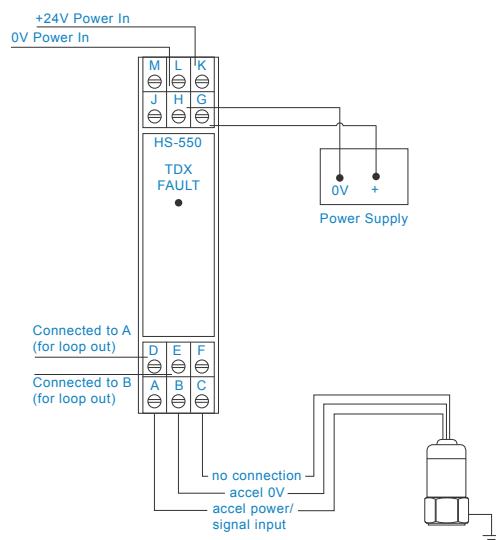 +24V Power In
0V Power In
M L K
J H G
HS-550
TDX
FAULT
0V +
Power Supply
Connected to A
(for loop out)
D E F
Connected to B
(for loop out)
A B C
no connection
accel 0V
accel power/
signal input